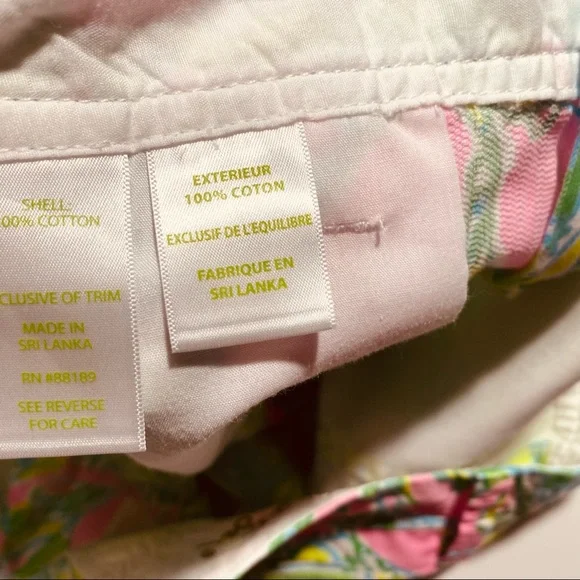 SHELL:
00% COTTON
CLUSIVE OF TRIM
MADE IN
SRI LANKA
RN #88189
SEE REVERSE
FOR CARE
EXTERIEUR
100% COTON
EXCLUSIF DE L'EQUILIBRE
FABRIQUE EN
SRI LANKA